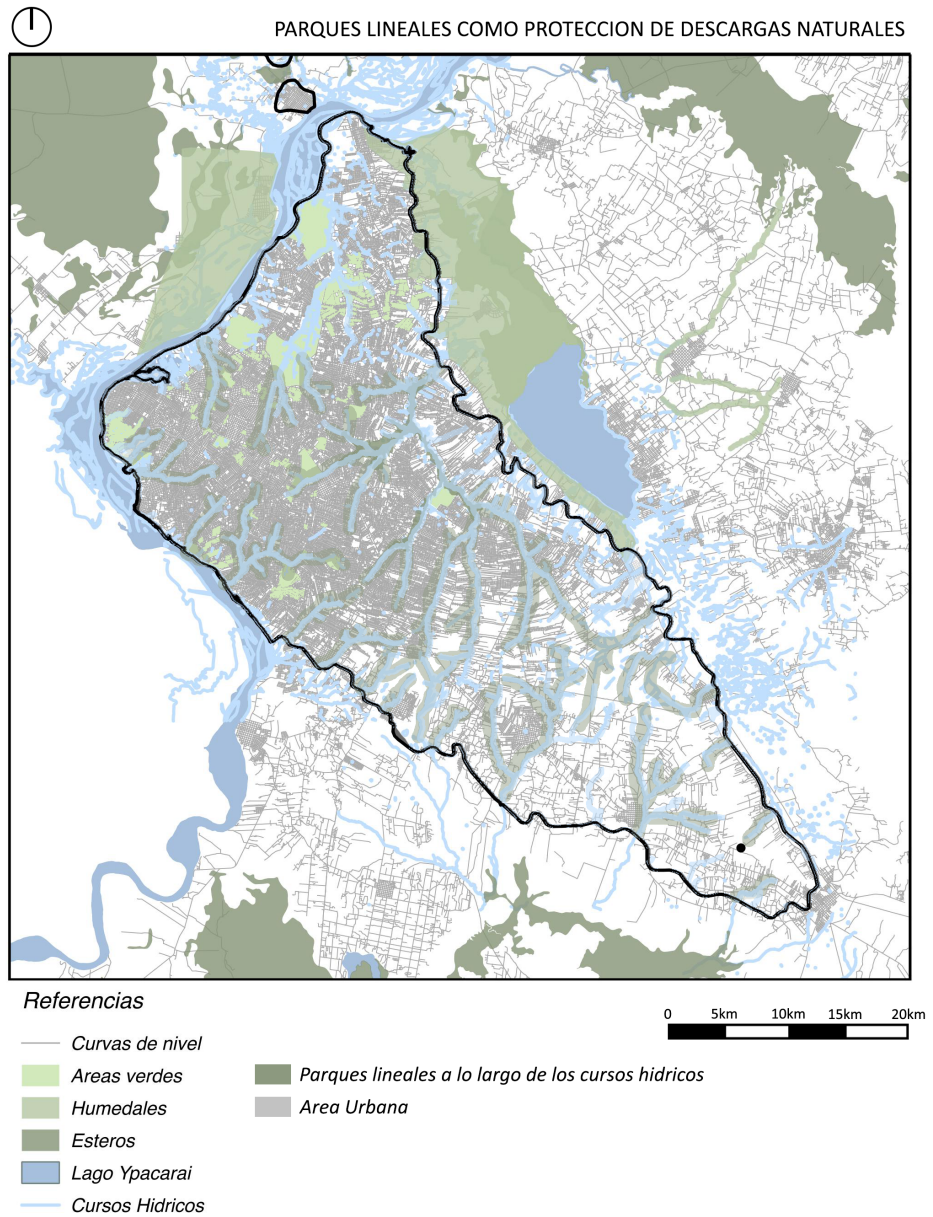 PARQUES LINEALES COMO PROTECCION DE DESCARGAS NATURALES
Referencias
0 5km 10km 15km 20km
Curvas de nivel
Areas verdes
Humedales
Esteros
Lago Ypacarai
Cursos Hidricos
Parques lineales a lo largo de los cursos hidricos
Area Urbana